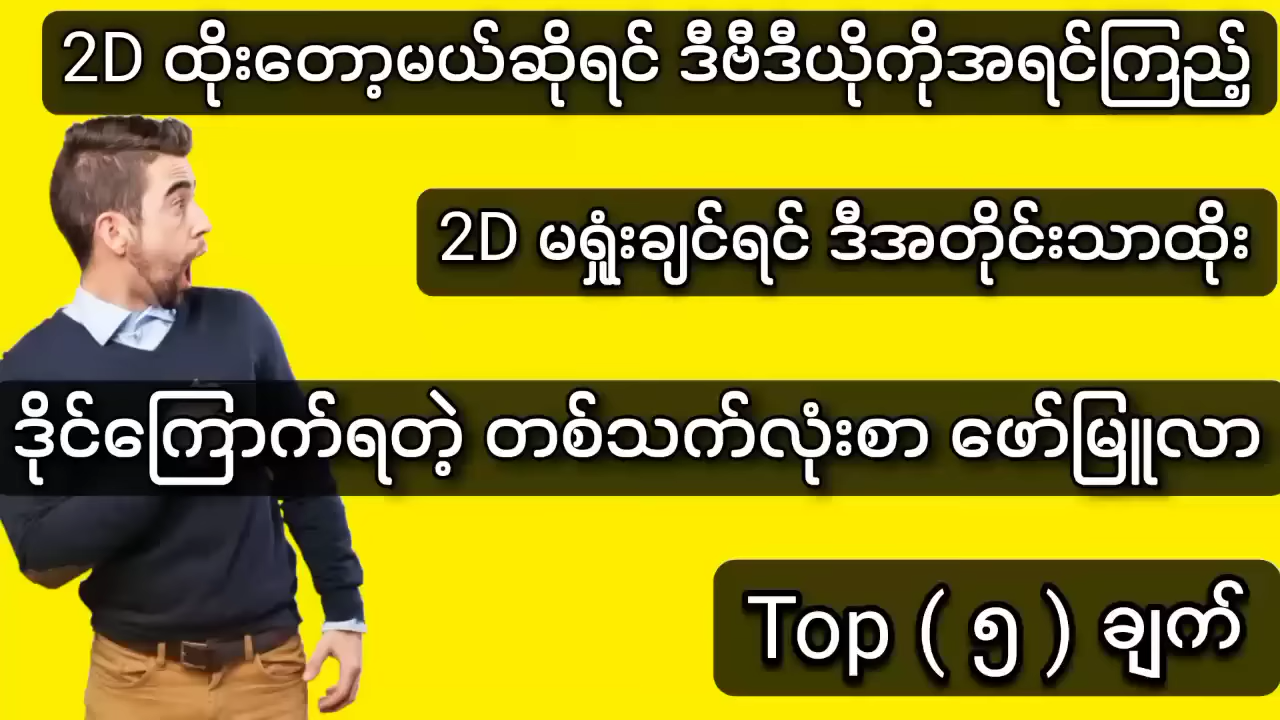 2D ထိုးတော့မယ်ဆိုရင် ဒီဗီဒီယိုကိုအရင်ကြည့်
2D မရှုံးချင်ရင် ဒီအတိုင်းသာထိုး
ဒိုင်ကြောက်ရတဲ့ တစ်သက်လုံးစာ ဖော်မြူလာ
Top ( ၅ ) ချက်